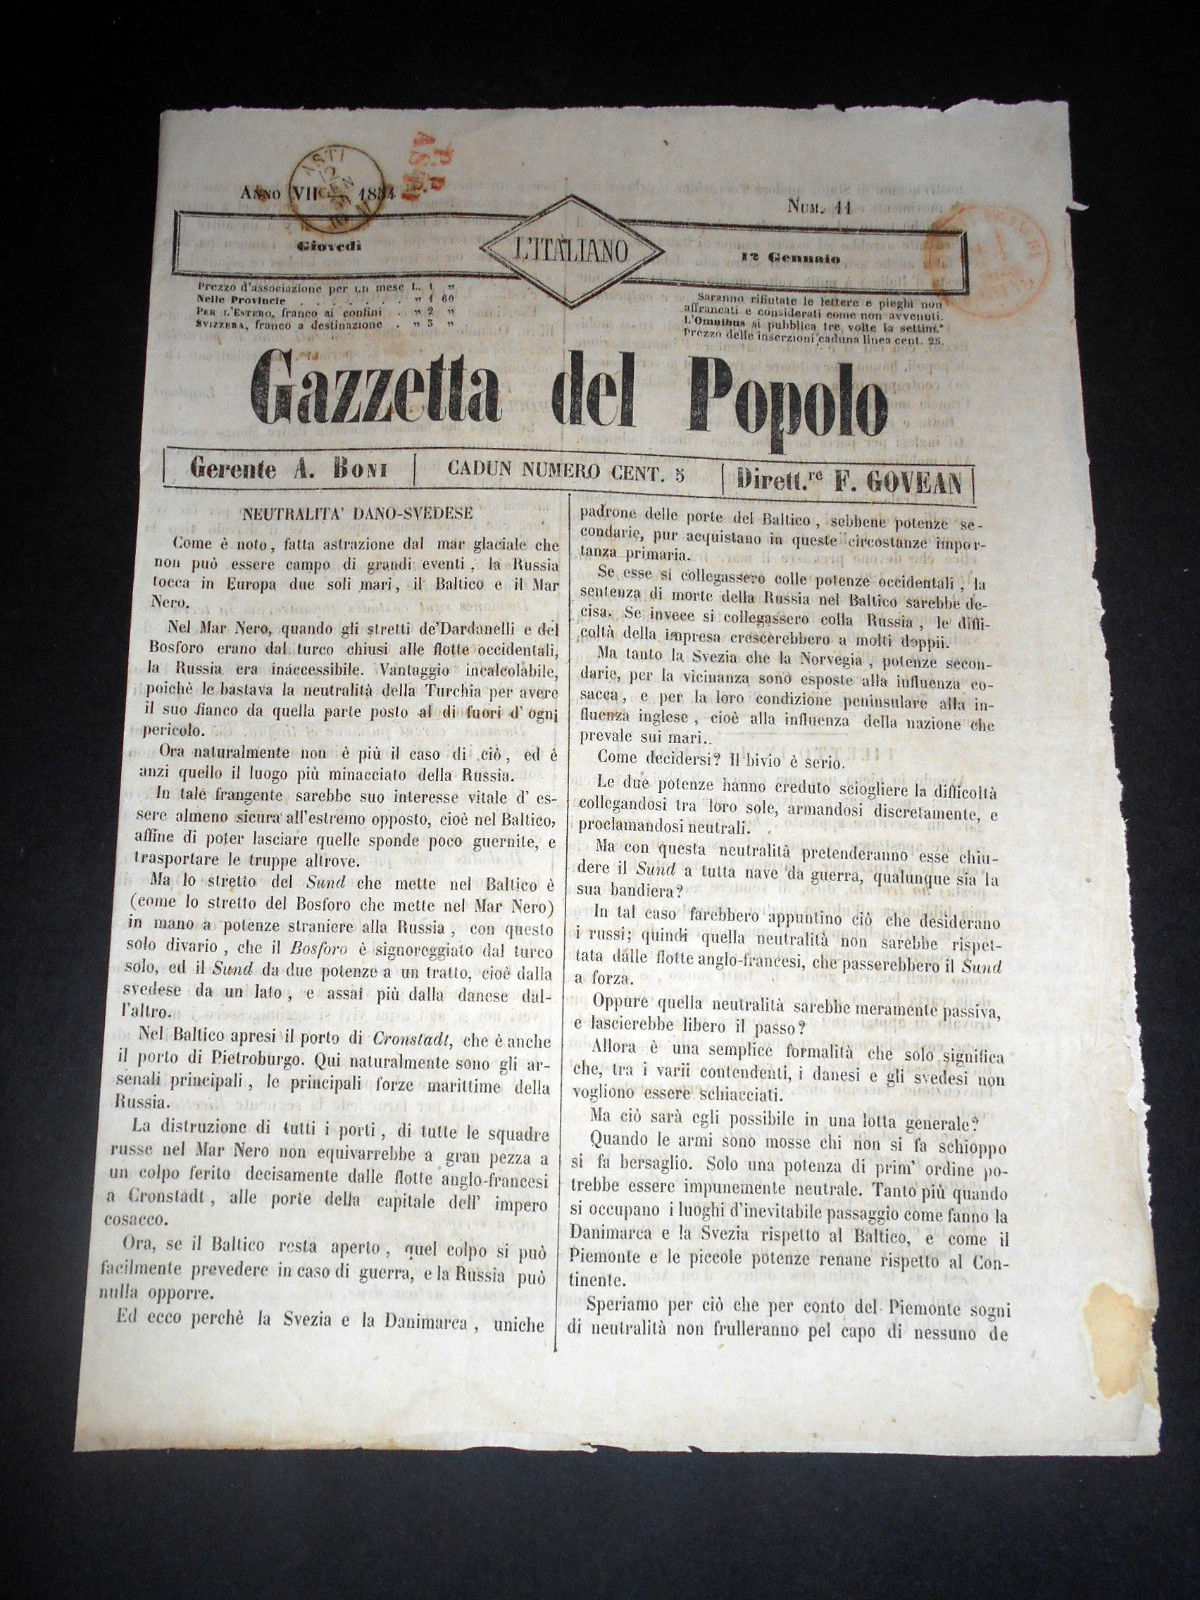 ASTI
P. P.
ASTI
Anno VII 1854
Num. 11
Giovedì
L'ITALIANO
12 Gennaio
Prezzo d'associazione per un mese L. 1 "
Nelle Provincie . . . . . . . " 1 60
Per l'Estero, franco ai confini . " 2 "
Svizzera, franco a destinazione . " 3 "
Saranno rifiutate le lettere e pieghi non
affrancati e considerati come non avvenuti.
L'Omnibus si pubblica tre volte la settim.ª
Prezzo delle inserzioni caduna linea cent. 25.
Gazzetta del Popolo
Gerente A. Boni
CADUN NUMERO CENT. 5
Dirett.re F. GOVEAN
NEUTRALITA' DANO-SVEDESE
Come è noto, fatta astrazione dal mar glaciale che
non può essere campo di grandi eventi, la Russia
tocca in Europa due soli mari, il Baltico e il Mar
Nero.
Nel Mar Nero, quando gli stretti de'Dardanelli e del
Bosforo erano dal turco chiusi alle flotte occidentali,
la Russia era inaccessibile. Vantaggio incalcolabile,
poichè le bastava la neutralità della Turchia per avere
il suo fianco da quella parte posto al di fuori d'ogni
pericolo.
Ora naturalmente non è più il caso di ciò, ed è
anzi quello il luogo più minacciato della Russia.
In tale frangente sarebbe suo interesse vitale d'es-
sere almeno sicura all'estremo opposto, cioè nel Baltico,
affine di poter lasciare quelle sponde poco guernite, e
trasportare le truppe altrove.
Ma lo stretto del Sund che mette nel Baltico è
(come lo stretto del Bosforo che mette nel Mar Nero)
in mano a potenze straniere alla Russia, con questo
solo divario, che il Bosforo è signoreggiato dal turco
solo, ed il Sund da due potenze a un tratto, cioè dalla
svedese da un lato, e assai più dalla danese dal-
l'altro.
Nel Baltico apresi il porto di Cronstadt, che è anche
il porto di Pietroburgo. Qui naturalmente sono gli ar-
senali principali, le principali forze marittime della
Russia.
La distruzione di tutti i porti, di tutte le squadre
russe nel Mar Nero non equivarrebbe a gran pezza a
un colpo ferito decisamente dalle flotte anglo-francesi
a Cronstadt, alle porte della capitale dell'impero
cosacco.
Ora, se il Baltico resta aperto, quel colpo si può
facilmente prevedere in caso di guerra, e la Russia può
nulla opporre.
Ed ecco perchè la Svezia e la Danimarca, uniche
padrone delle porte del Baltico, sebbene potenze se-
condarie, pur acquistano in queste circostanze impor-
tanza primaria.
Se esse si collegassero colle potenze occidentali, la
sentenza di morte della Russia nel Baltico sarebbe de-
cisa. Se invece si collegassero colla Russia, le diffi-
coltà della impresa crescerebbero a molti doppii.
Ma tanto la Svezia che la Norvegia, potenze secon-
darie, per la vicinanza sono esposte alla influenza co-
sacca, e per la loro condizione peninsulare alla in-
fluenza inglese, cioè alla influenza della nazione che
prevale sui mari.
Come decidersi? Il bivio è serio.
Le due potenze hanno creduto sciogliere la difficoltà
collegandosi tra loro sole, armandosi discretamente, e
proclamandosi neutrali.
Ma con questa neutralità pretenderanno esse chiu-
dere il Sund a tutta nave da guerra, qualunque sia la
sua bandiera?
In tal caso farebbero appuntino ciò che desiderano
i russi; quindi quella neutralità non sarebbe rispet-
tata dalle flotte anglo-francesi, che passerebbero il Sund
a forza.
Oppure quella neutralità sarebbe meramente passiva,
e lascierebbe libero il passo?
Allora è una semplice formalità che solo significa
che, tra i varii contendenti, i danesi e gli svedesi non
vogliono essere schiacciati.
Ma ciò sarà egli possibile in una lotta generale?
Quando le armi sono mosse chi non si fa schioppo
si fa bersaglio. Solo una potenza di prim'ordine po-
trebbe essere impunemente neutrale. Tanto più quando
si occupano i luoghi d'inevitabile passaggio come fanno la
Danimarca e la Svezia rispetto al Baltico, e come il
Piemonte e le piccole potenze renane rispetto al Con-
tinente.
Speriamo per ciò che per conto del Piemonte sogni
di neutralità non frulleranno pel capo di nessuno de